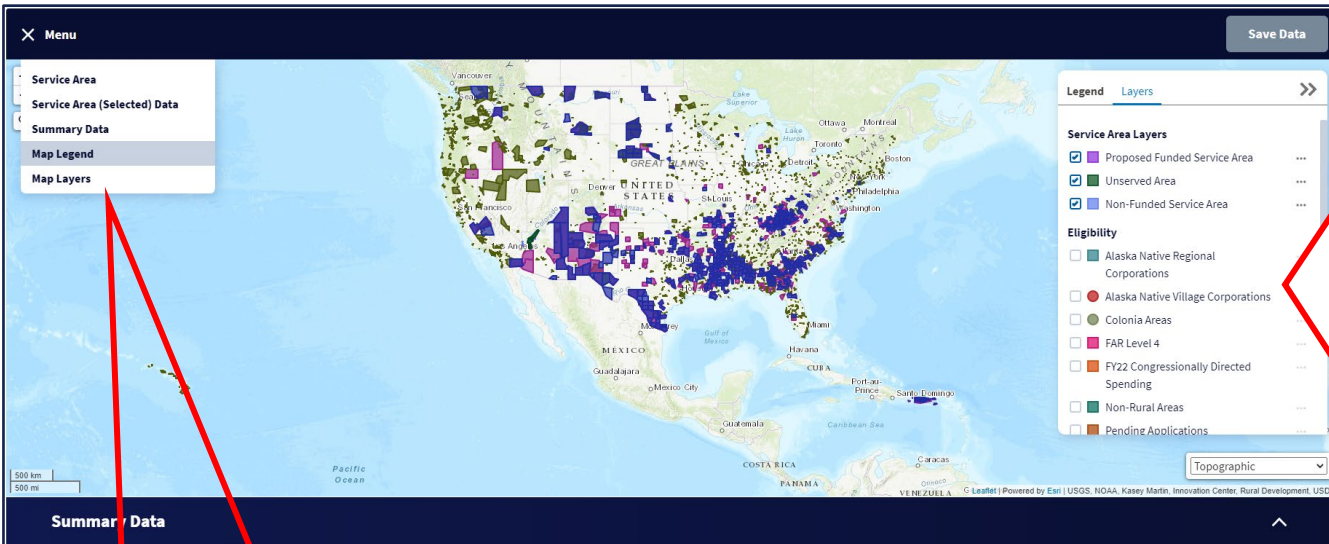 Menu
Save Data
Service Area
Service Area (Selected) Data
Summary Data
Map Legend
Map Layers
Legend
Layers
Service Area Layers
Proposed Funded Service Area
Unserved Area
Non-Funded Service Area
Eligibility
Alaska Native Regional
Corporations
Alaska Native Village Corporations
Colonia Areas
FAR Level 4
FY22 Congressionally Directed
Spending
Non-Rural Areas
Pending Applications
Vancouver
Lake
Superior
Ottawa
Montreal
Lake
Huron
Toronto
Boston
GREAT PLAINS
Chicago
Detroit
Philadelphia
Denver
UNITED
STATES
St Louis
Washington
San Francisco
Los Angeles
Dallas
Miami
Gulf of
Mexico
MÉXICO
Havana
CUBA
Guadalajara
Mexico City
Port-au-
Prince
Santo Domingo
Guatemala
Caribbean Sea
COSTA RICA
Caracas
PANAMÁ
VENEZUELA
Pacific
Ocean
500 km
500 mi
Topographic
Leaflet | Powered by Esri | USGS, NOAA, Kasey Martin, Innovation Center, Rural Development, USD
Summary Data